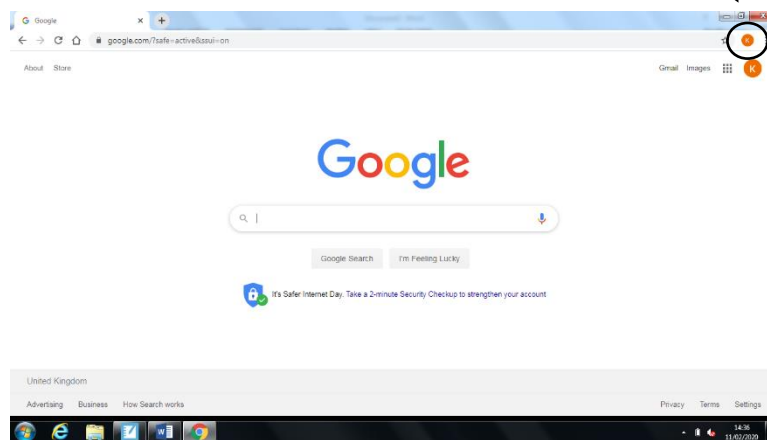 G Google
google.com/?safe=active&ssui=on
K
About Store
Gmail Images
K
Google
Google Search I'm Feeling Lucky
It's Safer Internet Day. Take a 2-minute Security Checkup to strengthen your account
United Kingdom
Advertising Business How Search works
Privacy Terms Settings
14:36
11/02/2020